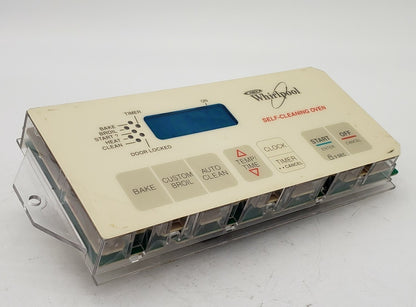 TIMER
ON
BAKE
BROIL
START ?
HEAT
CLEAN
DOOR LOCKED
Whirlpool
SELF-CLEANING OVEN
BAKE
CUSTOM
BROIL
AUTO
CLEAN
TEMP/
TIME
CLOCK
TIMER
••CANCEL
START
ENTER
OFF
CANCEL